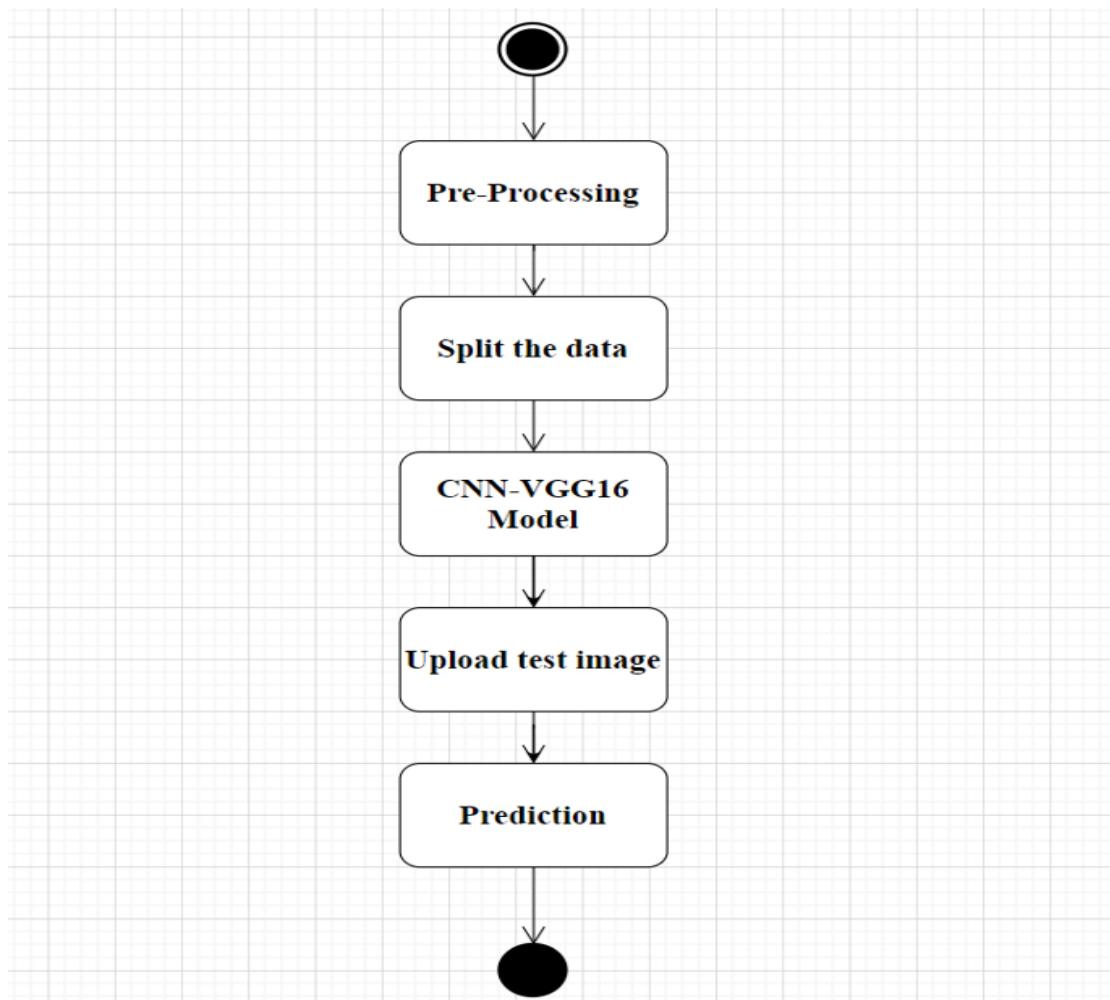 Pre-Processing
Split the data
CNN-VGG16
Model
Upload test image
Prediction